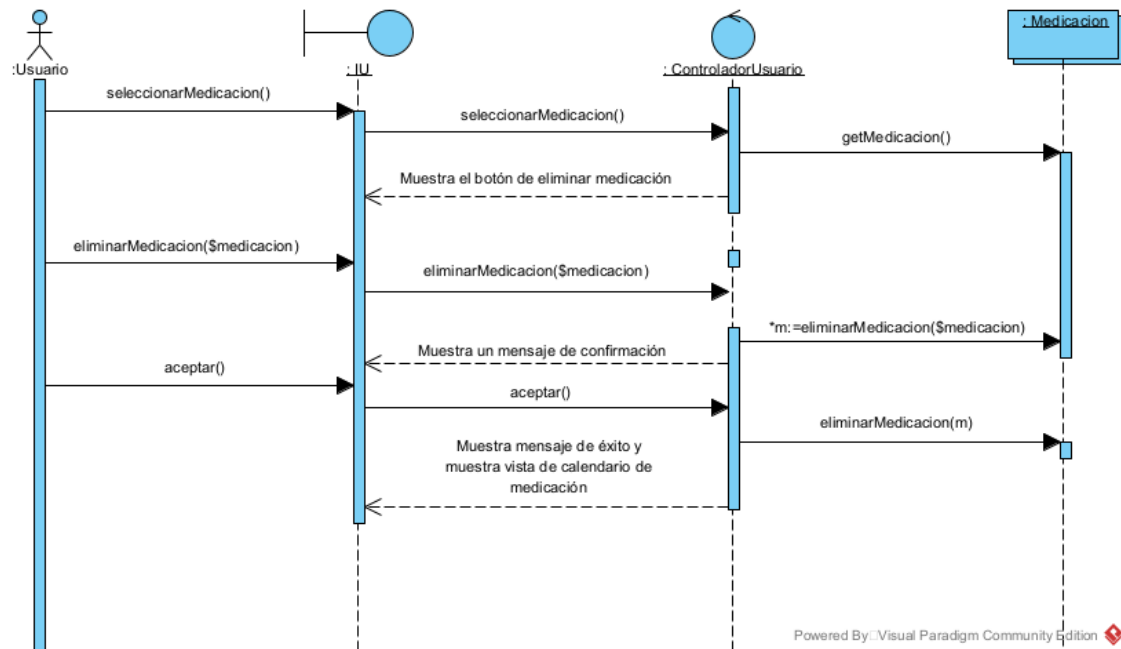 : Medicacion
:Usuario
: IU
: ControladorUsuario
seleccionarMedicacion()
seleccionarMedicacion()
getMedicacion()
Muestra el botón de eliminar medicación
eliminarMedicacion($medicacion)
eliminarMedicacion($medicacion)
*m:=eliminarMedicacion($medicacion)
Muestra un mensaje de confirmación
aceptar()
aceptar()
eliminarMedicacion(m)
Muestra mensaje de éxito y
muestra vista de calendario de
medicación
Powered By Visual Paradigm Community Edition